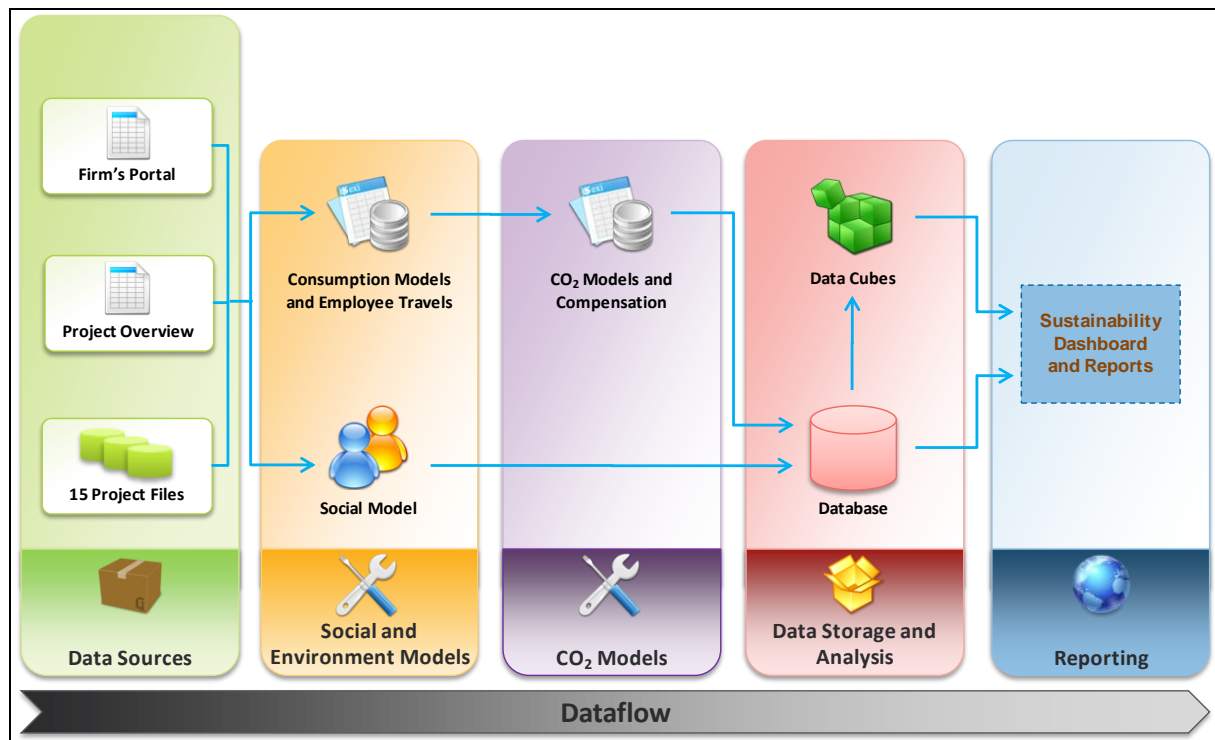 Firm's Portal
Project Overview
15 Project Files
Data Sources
Consumption Models
and Employee Travels
Social Model
Social and
Environment Models
CO₂ Models and
Compensation
CO₂ Models
Data Cubes
Database
Data Storage and
Analysis
Sustainability
Dashboard
and Reports
Reporting
Dataflow